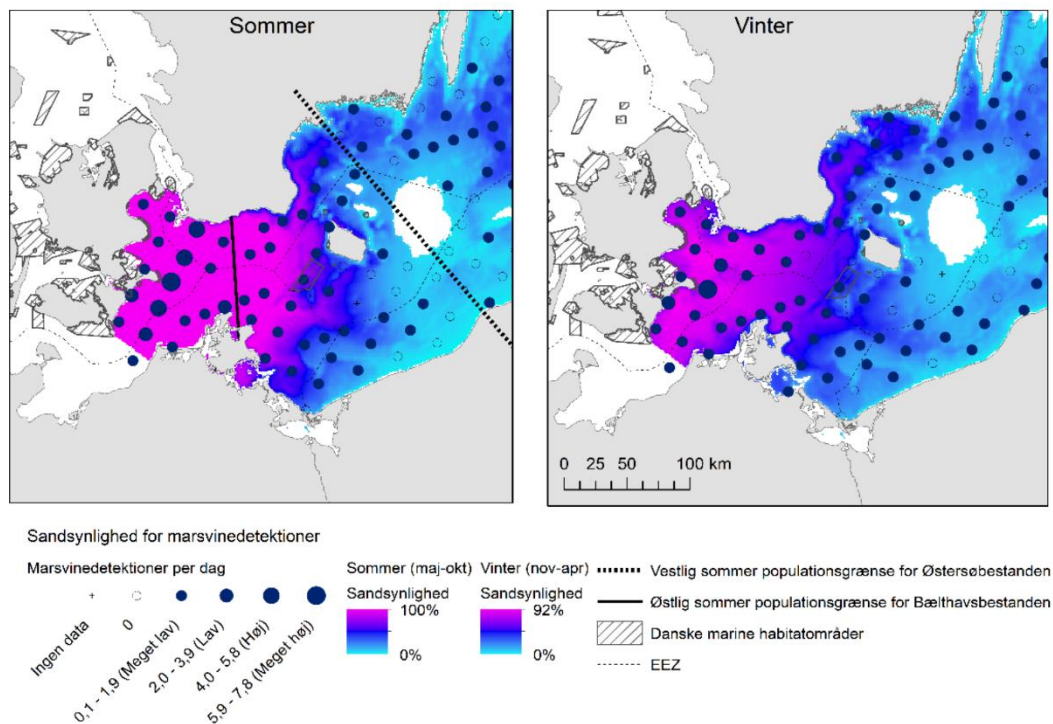 Sommer
Vinter
0 25 50 100 km
Sandsynlighed for marsvinedetektioner
Marsvinedetektioner per dag
Ingen data
0
0,1 - 1,9 (Meget lav)
2,0 - 3,9 (Lav)
4,0 - 5,8 (Høj)
5,9 - 7,8 (Meget høj)
Sommer (maj-okt)
Sandsynlighed
100%
0%
Vinter (nov-apr)
Sandsynlighed
92%
0%
Vestlig sommer populationsgrænse for Østersøbestanden
Østlig sommer populationsgrænse for Bælthavsbestanden
Danske marine habitatområder
EEZ